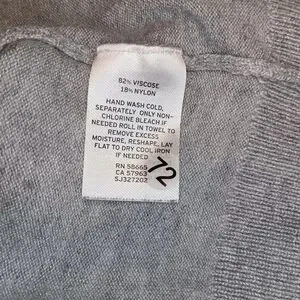 82% VISCOSE
18% NYLON
HAND WASH COLD,
SEPARATELY ONLY NON-
CHLORINE BLEACH IF
NEEDED ROLL IN TOWEL TO
REMOVE EXCESS
MOISTURE, RESHAPE, LAY
FLAT TO DRY COOL IRON
IF NEEDED
RN 58665
CA 57963
SJ327202
72